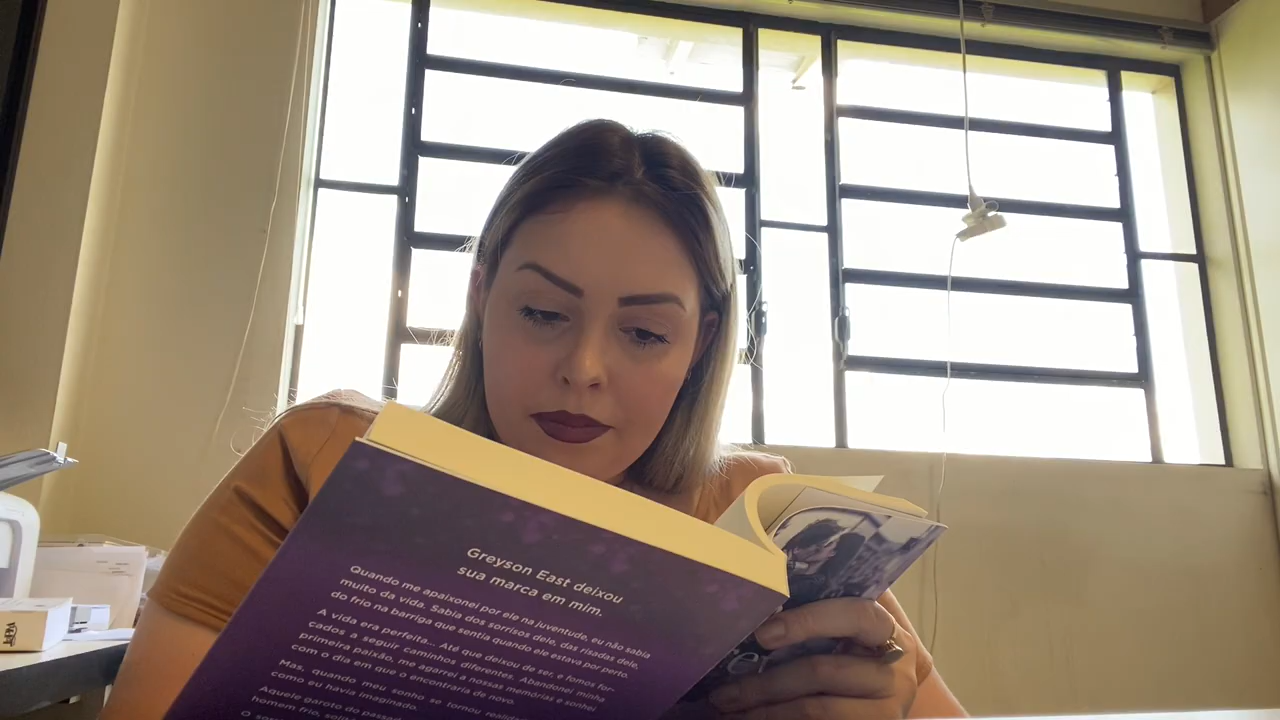 Greyson East deixou
sua marca em mim.
Quando me apaixonei por ele na juventude, eu não sabia
muito da vida. Sabia dos sorrisos dele, das risadas dele,
do frio na barriga que sentia quando ele estava por perto.
A vida era perfeita... Até que deixou de ser, e fomos for-
cados a seguir caminhos diferentes. Abandonei minha
primeira paixão, me agarrei a nossas memórias e sonhei
com o dia em que o encontraria de novo.
Mas, quando meu sonho se tornou
como eu havia imaginado.
Aquele garoto do
homem frio,